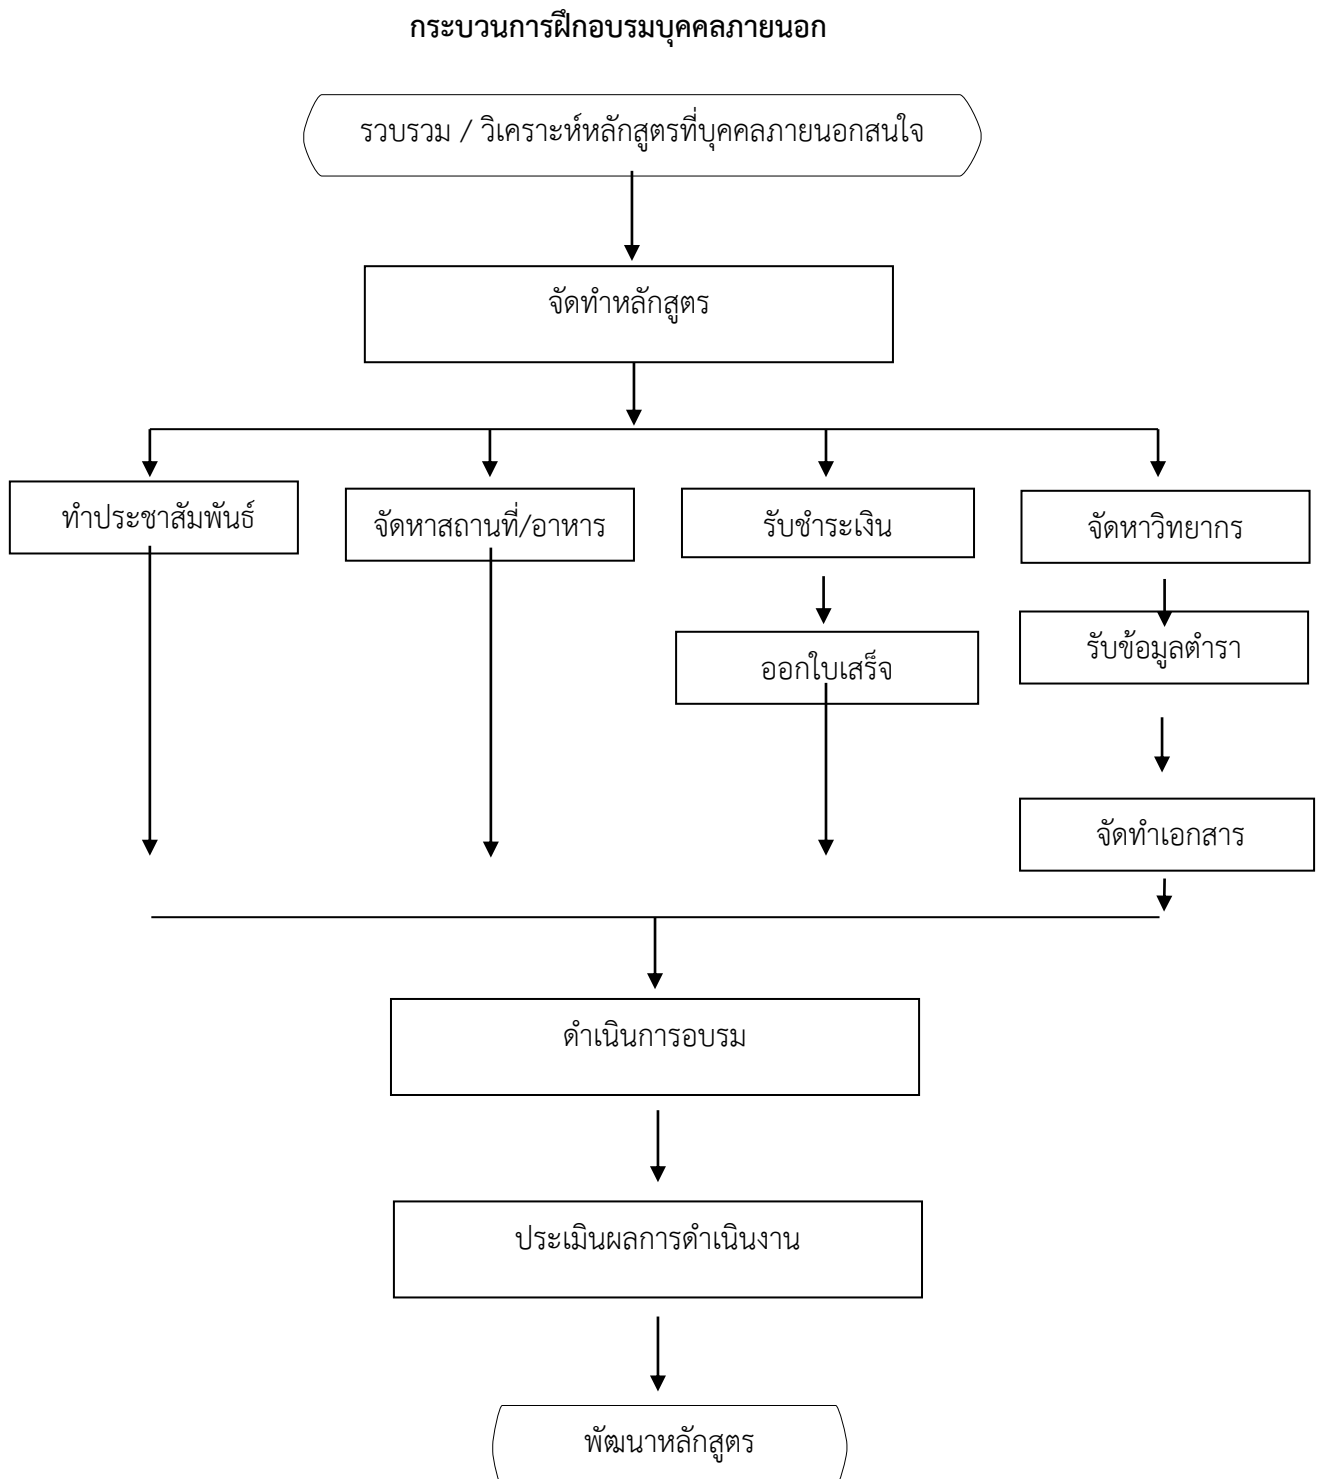 กระบวนการฝึกอบรมบุคคลภายนอก
รวบรวม / วิเคราะห์หลักสูตรที่บุคคลภายนอกสนใจ
จัดทำหลักสูตร
ทำประชาสัมพันธ์
จัดหาสถานที่/อาหาร
รับชำระเงิน
จัดหาวิทยากร
ออกใบเสร็จ
รับข้อมูลตำรา
จัดทำเอกสาร
ดำเนินการอบรม
ประเมินผลการดำเนินงาน
พัฒนาหลักสูตร